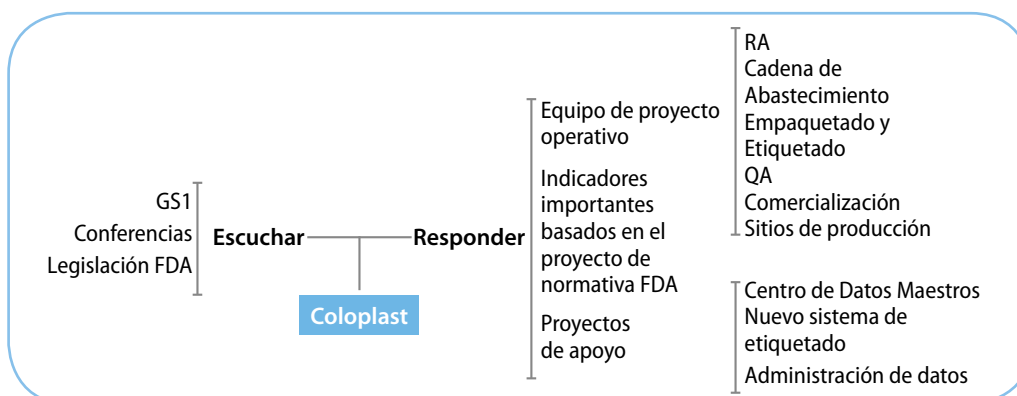 GS1
Conferencias
Legislación FDA
Escuchar
Coloplast
Responder
Equipo de proyecto
operativo
Indicadores
importantes
basados en el
proyecto de
normativa FDA
Proyectos
de apoyo
RA
Cadena de
Abastecimiento
Empaquetado y
Etiquetado
QA
Comercialización
Sitios de producción
Centro de Datos Maestros
Nuevo sistema de
etiquetado
Administración de datos